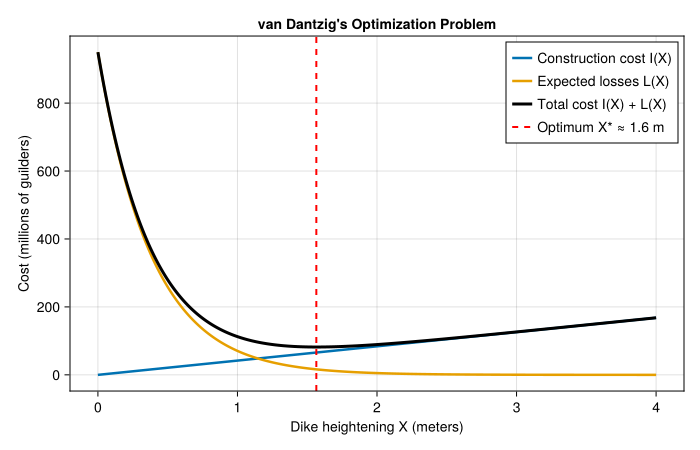 van Dantzig's Optimization Problem
Construction cost I(X)
Expected losses L(X)
Total cost I(X) + L(X)
Optimum X* ≈ 1.6 m
Cost (millions of guilders)
800
600
400
200
0
0 1 2 3 4
Dike heightening X (meters)